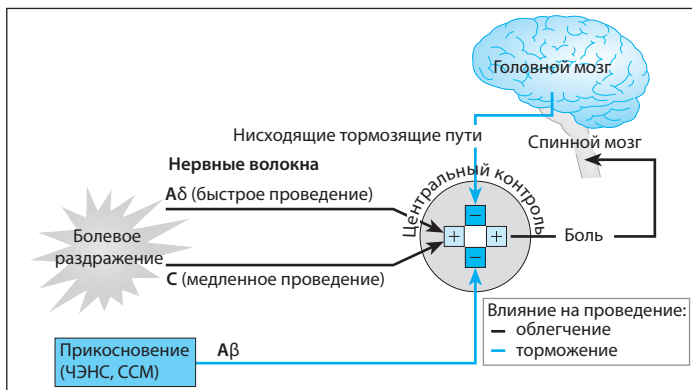 Головной мозг
Нисходящие тормозящие пути
Спинной мозг
Нервные волокна
Aδ (быстрое проведение)
Центральный контроль
Болевое
раздражение
+
−
+
−
Боль
C (медленное проведение)
Влияние на проведение:
облегчение
торможение
Прикосновение
(ЧЭНС, ССМ)
Aβ